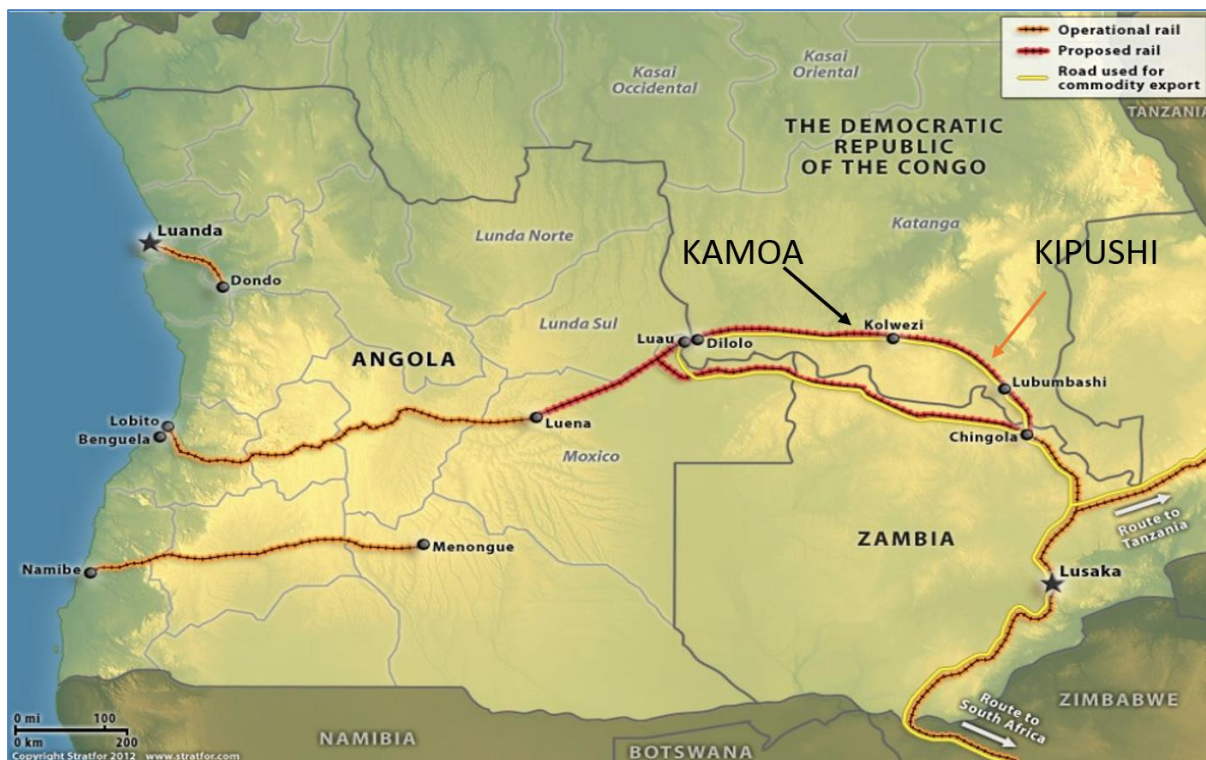 Operational rail
Proposed rail
Road used for
commodity export
TANZANIA
Kasai
Occidental
Kasai
Oriental
THE DEMOCRATIC
REPUBLIC
OF THE CONGO
Katanga
Luanda
Dondo
Lunda Norte
KAMOA
KIPUSHI
Lunda Sul
Luau
Dilolo
Kolwezi
ANGOLA
Lubumbashi
Lobito
Benguela
Luena
Chingola
Moxico
Route to
Tanzania
ZAMBIA
Menongue
Namibe
Lusaka
ZIMBABWE
Route to
South Africa
0 mi 100
0 km 200
NAMIBIA
BOTSWANA
Copyright Stratfor 2012 www.stratfor.com